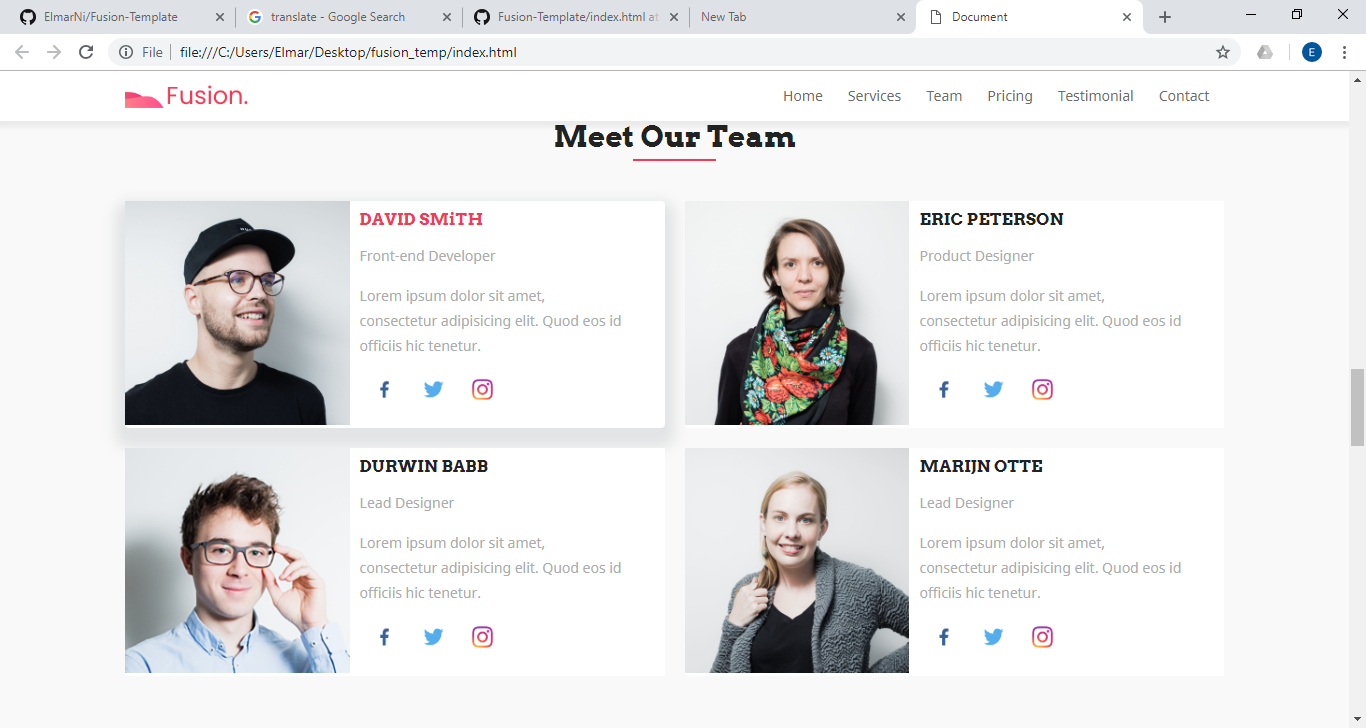 ElmarNi/Fusion-Template
translate - Google Search
Fusion-Template/index.html at
New Tab
Document
File
file:///C:/Users/Elmar/Desktop/fusion_temp/index.html
E
Fusion.
Home Services Team Pricing Testimonial Contact
Meet Our Team
DAVID SMiTH
Front-end Developer
Lorem ipsum dolor sit amet,
consectetur adipisicing elit. Quod eos id
officiis hic tenetur.
ERIC PETERSON
Product Designer
Lorem ipsum dolor sit amet,
consectetur adipisicing elit. Quod eos id
officiis hic tenetur.
DURWIN BABB
Lead Designer
Lorem ipsum dolor sit amet,
consectetur adipisicing elit. Quod eos id
officiis hic tenetur.
MARIJN OTTE
Lead Designer
Lorem ipsum dolor sit amet,
consectetur adipisicing elit. Quod eos id
officiis hic tenetur.